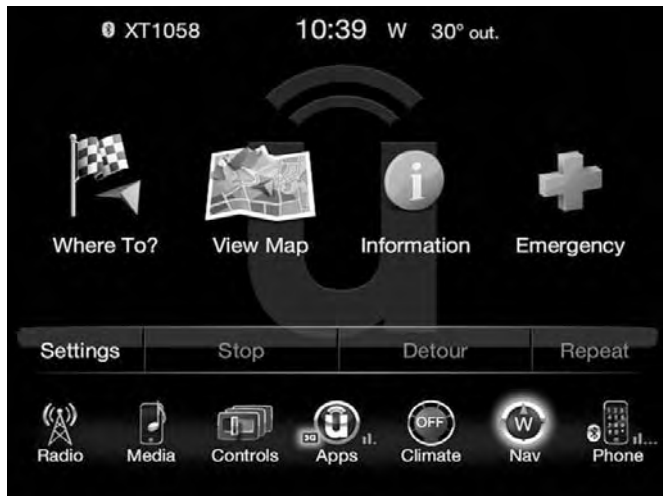 XT1058 10:39 W 30° out.
Where To? View Map Information Emergency
Settings Stop Detour Repeat
3G OFF W
Radio Media Controls Apps Climate Nav Phone